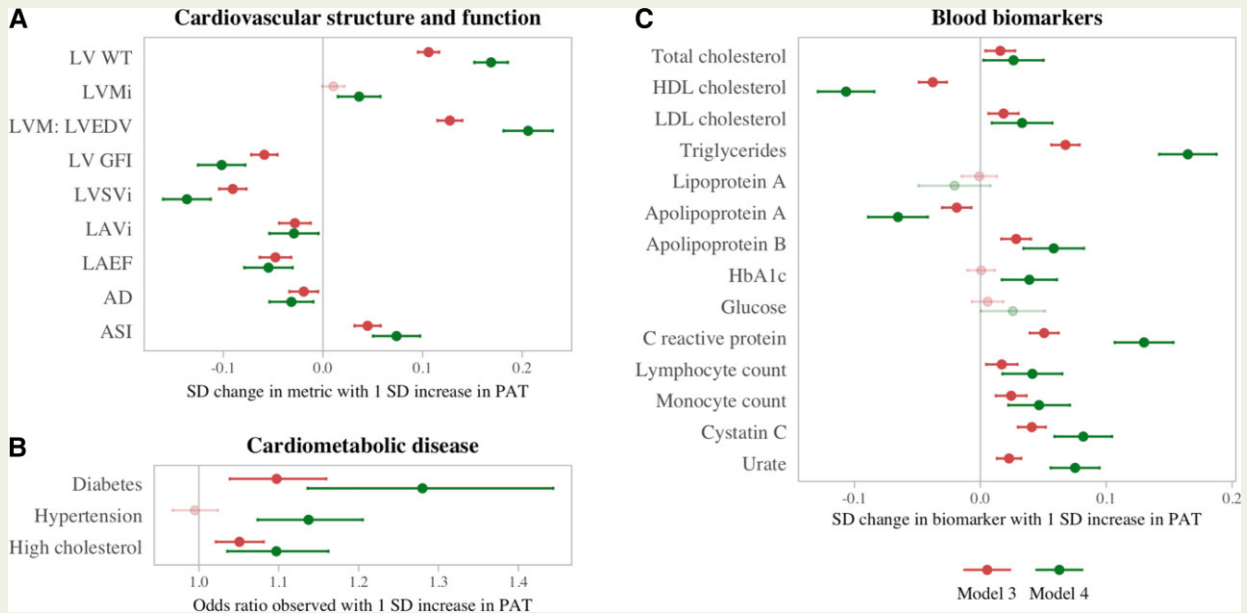 A
Cardiovascular structure and function
LV WT
LVMi
LVM: LVEDV
LV GFI
LVSVi
LAVi
LAEF
AD
ASI
-0.1 0.0 0.1 0.2
SD change in metric with 1 SD increase in PAT
B
Cardiometabolic disease
Diabetes
Hypertension
High cholesterol
1.0 1.1 1.2 1.3 1.4
Odds ratio observed with 1 SD increase in PAT
C
Blood biomarkers
Total cholesterol
HDL cholesterol
LDL cholesterol
Triglycerides
Lipoprotein A
Apolipoprotein A
Apolipoprotein B
HbA1c
Glucose
C reactive protein
Lymphocyte count
Monocyte count
Cystatin C
Urate
-0.1 0.0 0.1 0.2
SD change in biomarker with 1 SD increase in PAT
Model 3 Model 4